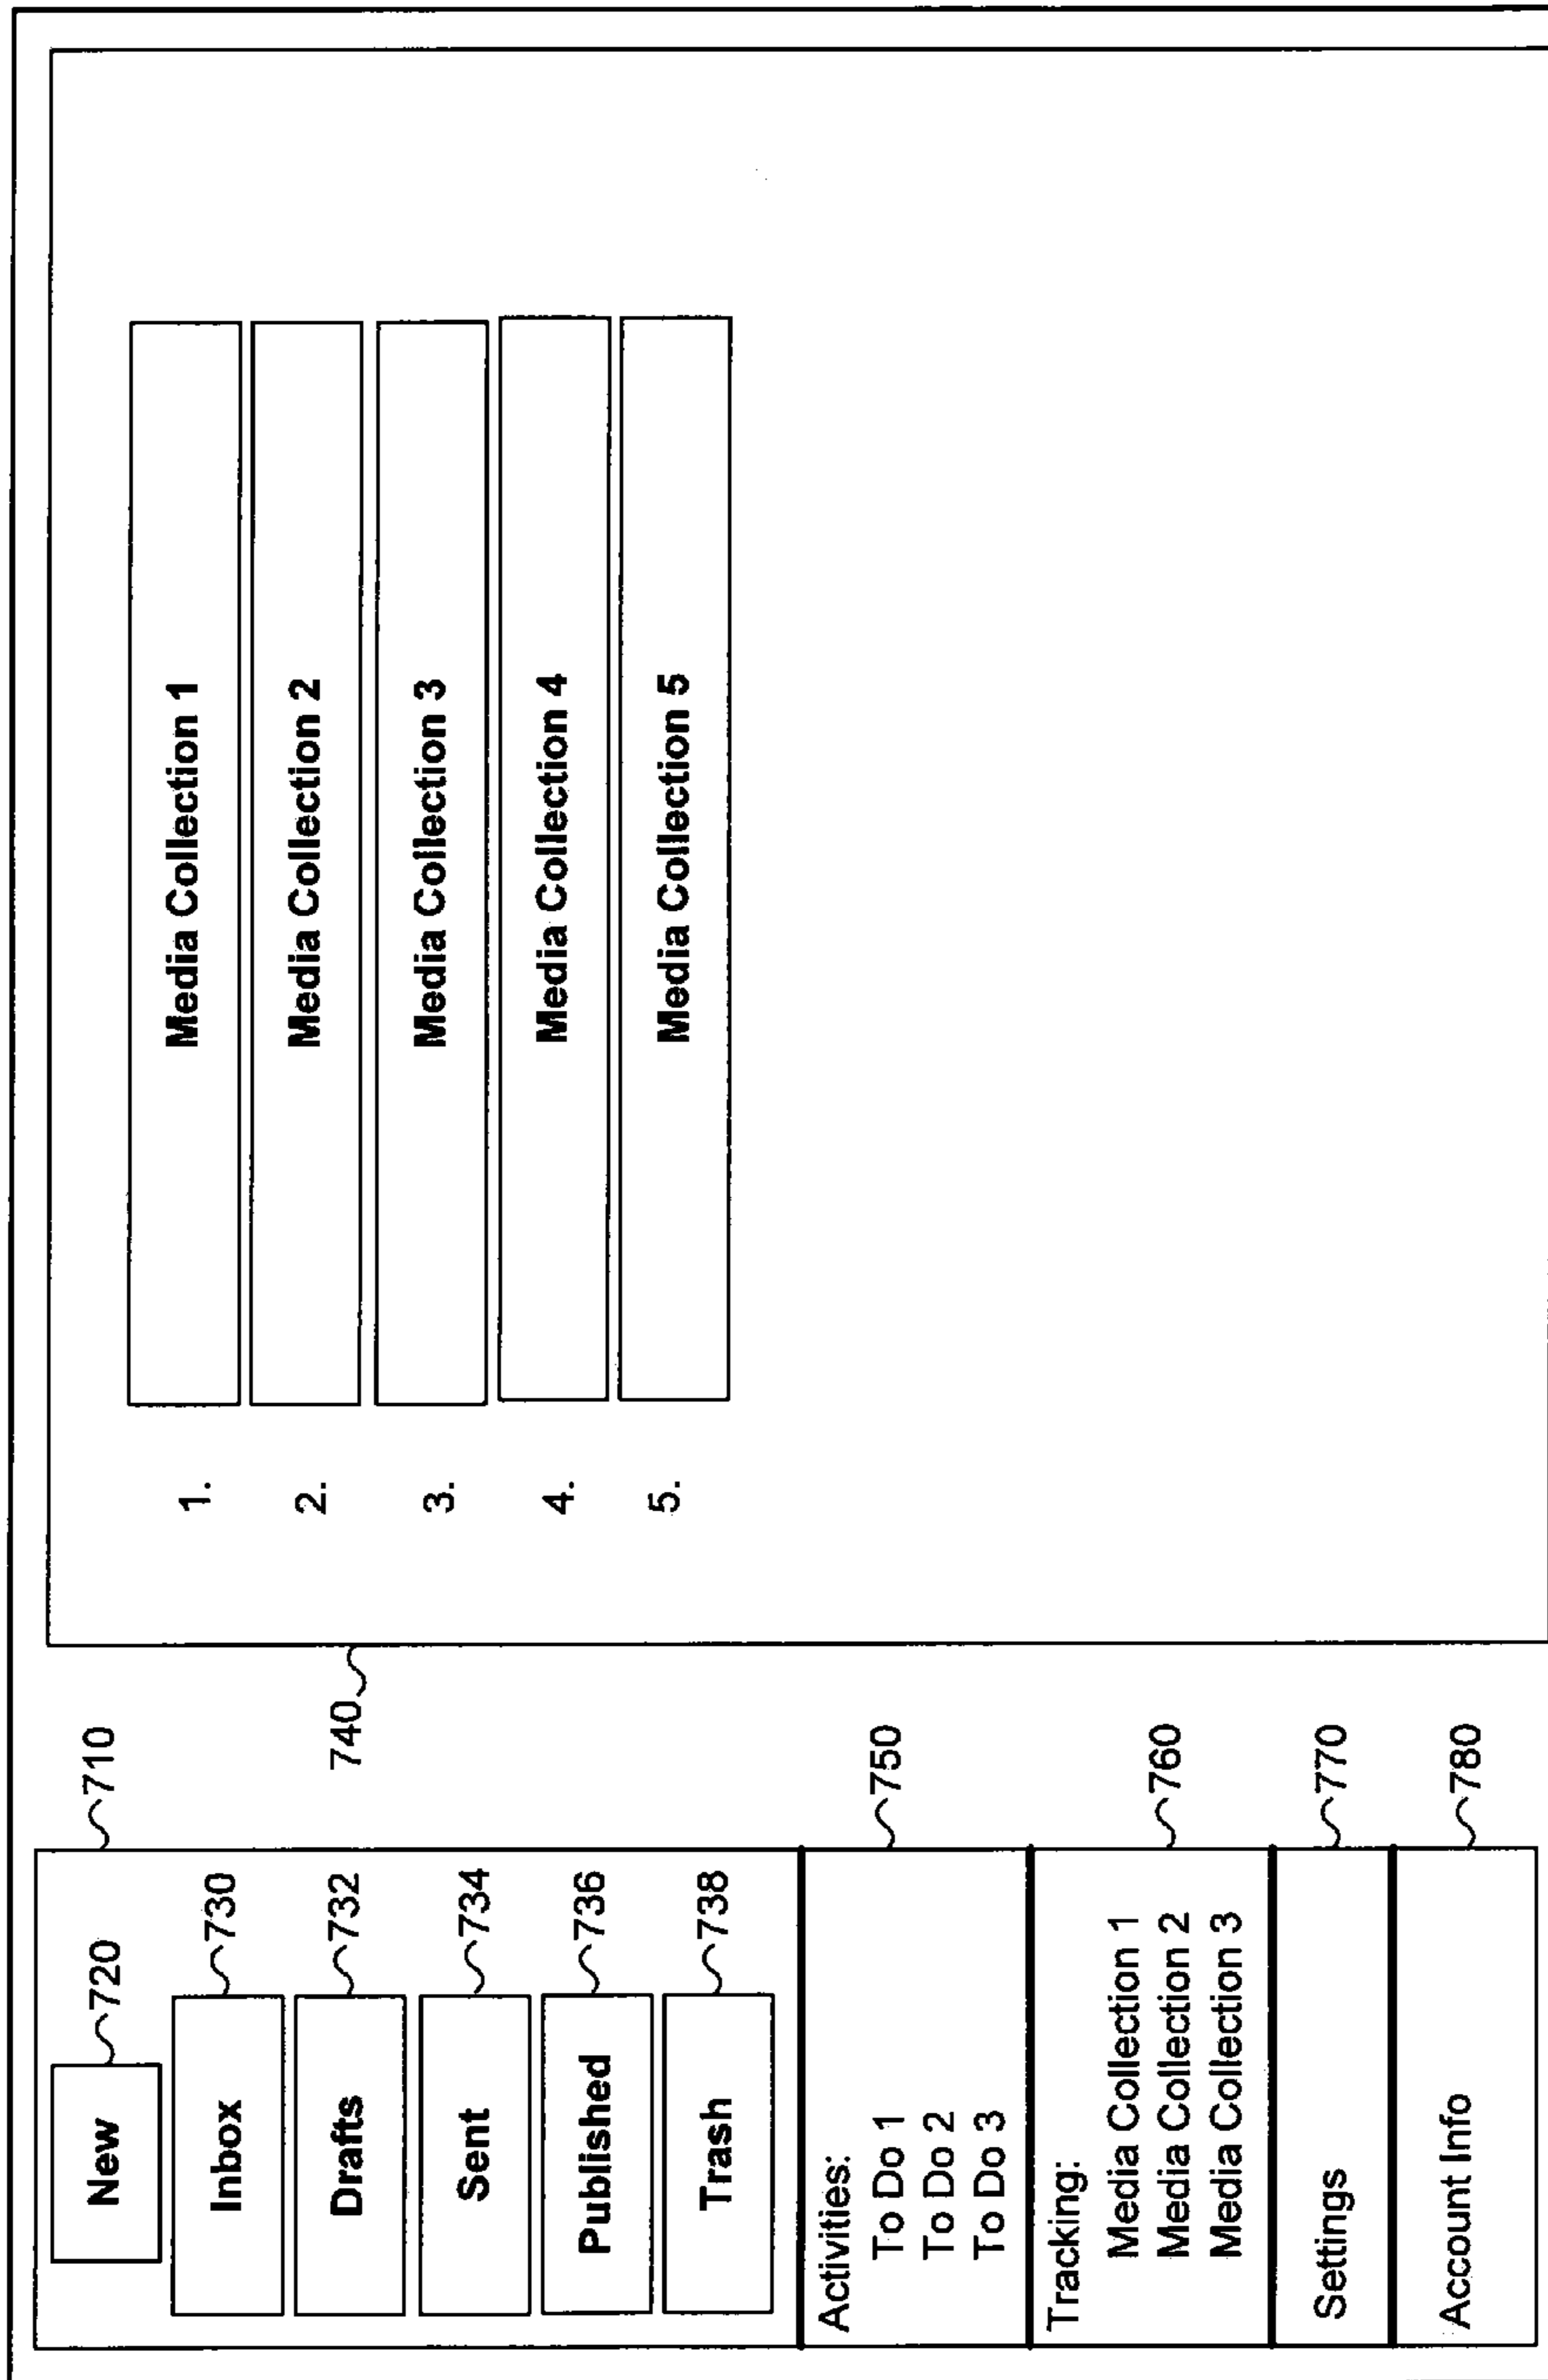 New
720
710
Inbox
730
Drafts
732
Sent
734
Published
736
Trash
738
Activities:
750
To Do 1
To Do 2
To Do 3
Tracking:
Media Collection 1
760
Media Collection 2
Media Collection 3
Settings
770
Account Info
780
740
1. Media Collection 1
2. Media Collection 2
3. Media Collection 3
4. Media Collection 4
5. Media Collection 5